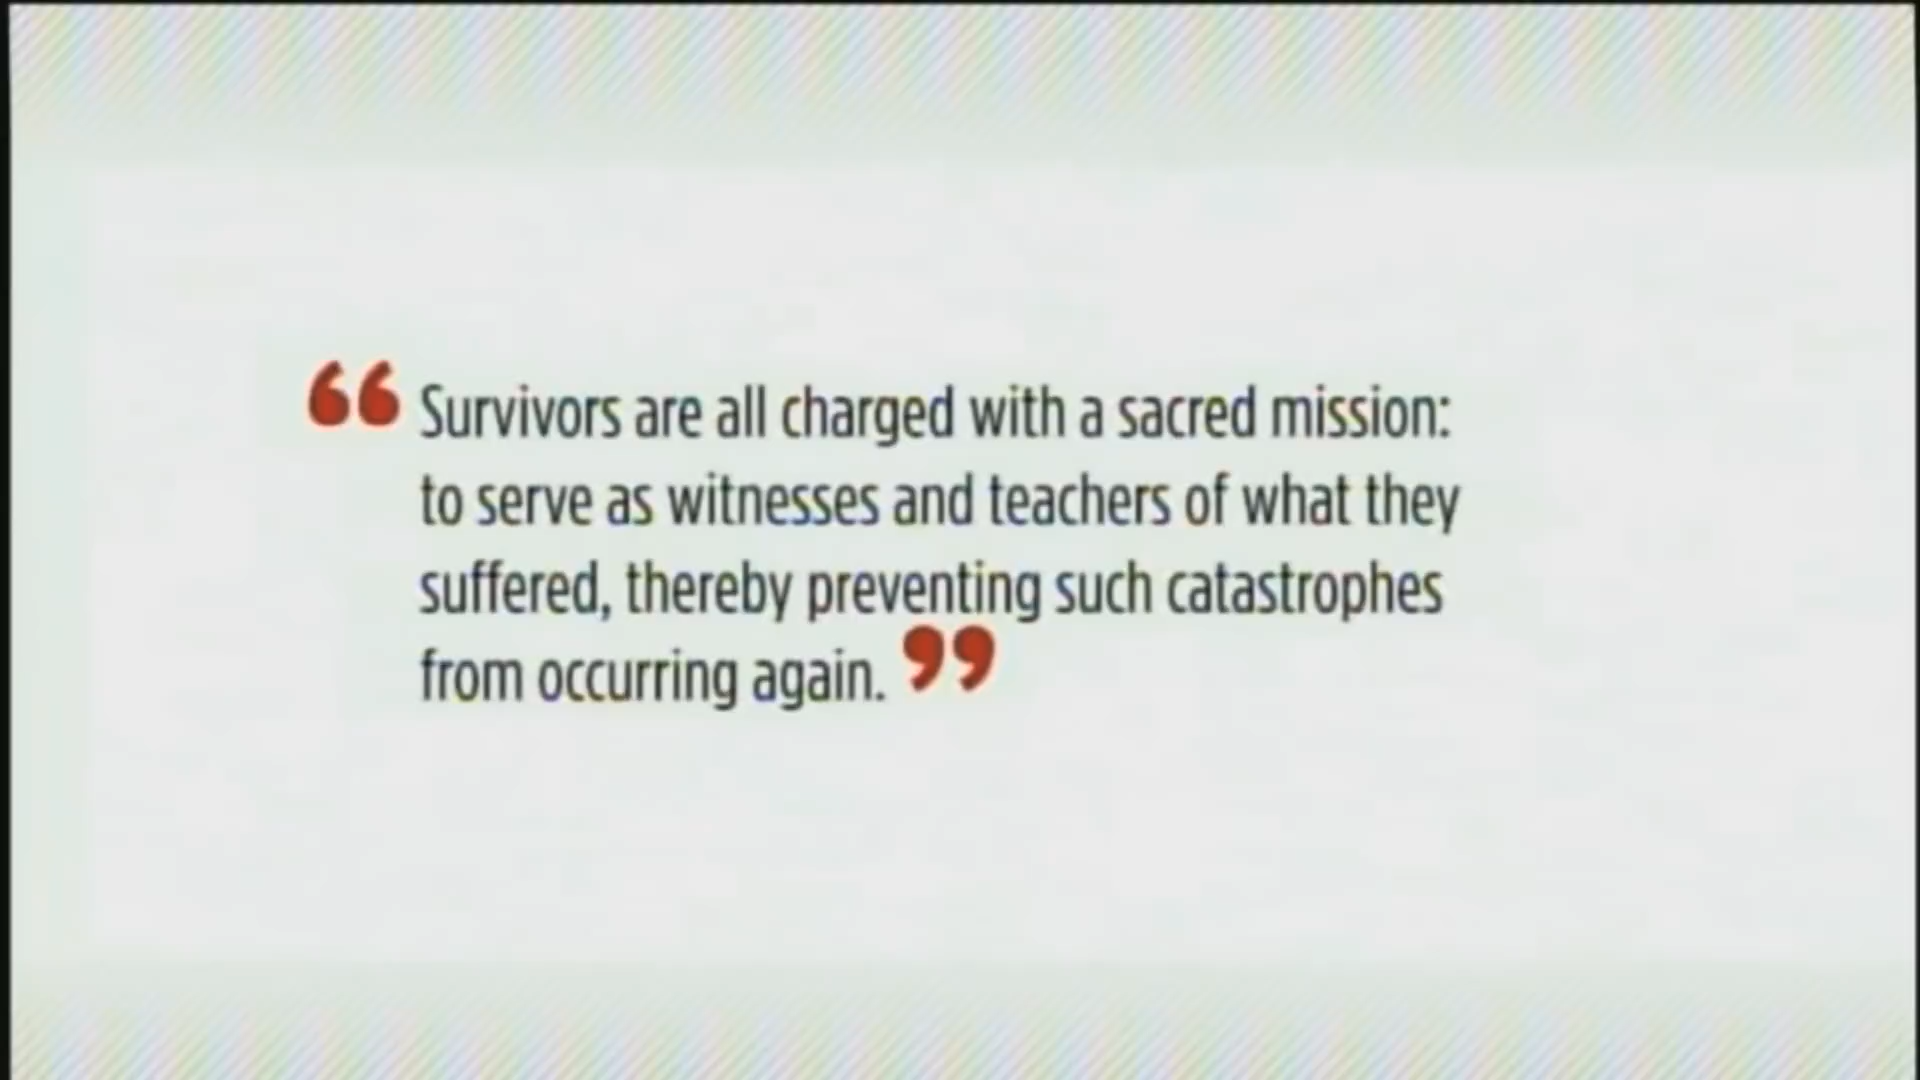 “Survivors are all charged with a sacred mission:
to serve as witnesses and teachers of what they
suffered, thereby preventing such catastrophes
from occurring again.”